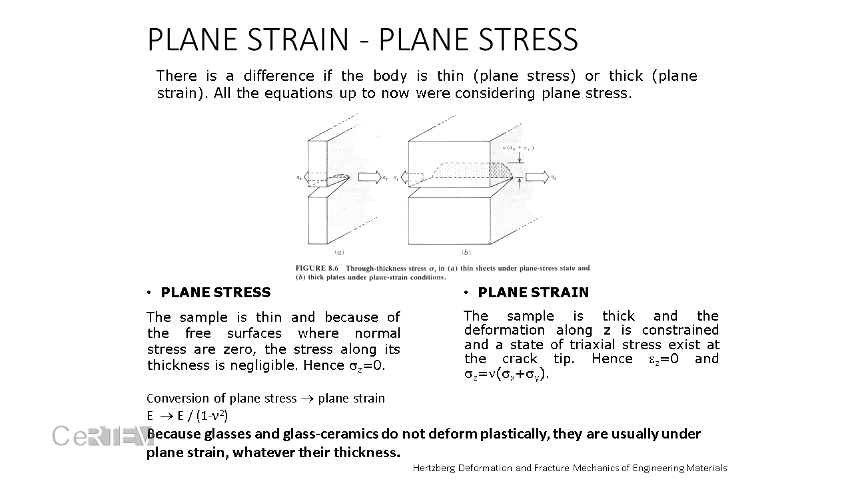 PLANE STRAIN - PLANE STRESS
There is a difference if the body is thin (plane stress) or thick (plane
strain). All the equations up to now were considering plane stress.
ν(σₓ + σᵧ)
σz
σz
σz
(a)
(b)
FIGURE 8.6 Through-thickness stress σz in (a) thin sheets under plane-stress state and
(b) thick plates under plane-strain conditions.
• PLANE STRESS
The sample is thin and because of
the free surfaces where normal
stress are zero, the stress along its
thickness is negligible. Hence σz=0.
• PLANE STRAIN
The sample is thick and the
deformation along z is constrained
and a state of triaxial stress exist at
the crack tip. Hence εz=0 and
σz=ν(σx+σy).
Conversion of plane stress → plane strain
E → E / (1-ν²)
Because glasses and glass-ceramics do not deform plastically, they are usually under
plane strain, whatever their thickness.
CeRTEV
Hertzberg Deformation and Fracture Mechanics of Engineering Materials